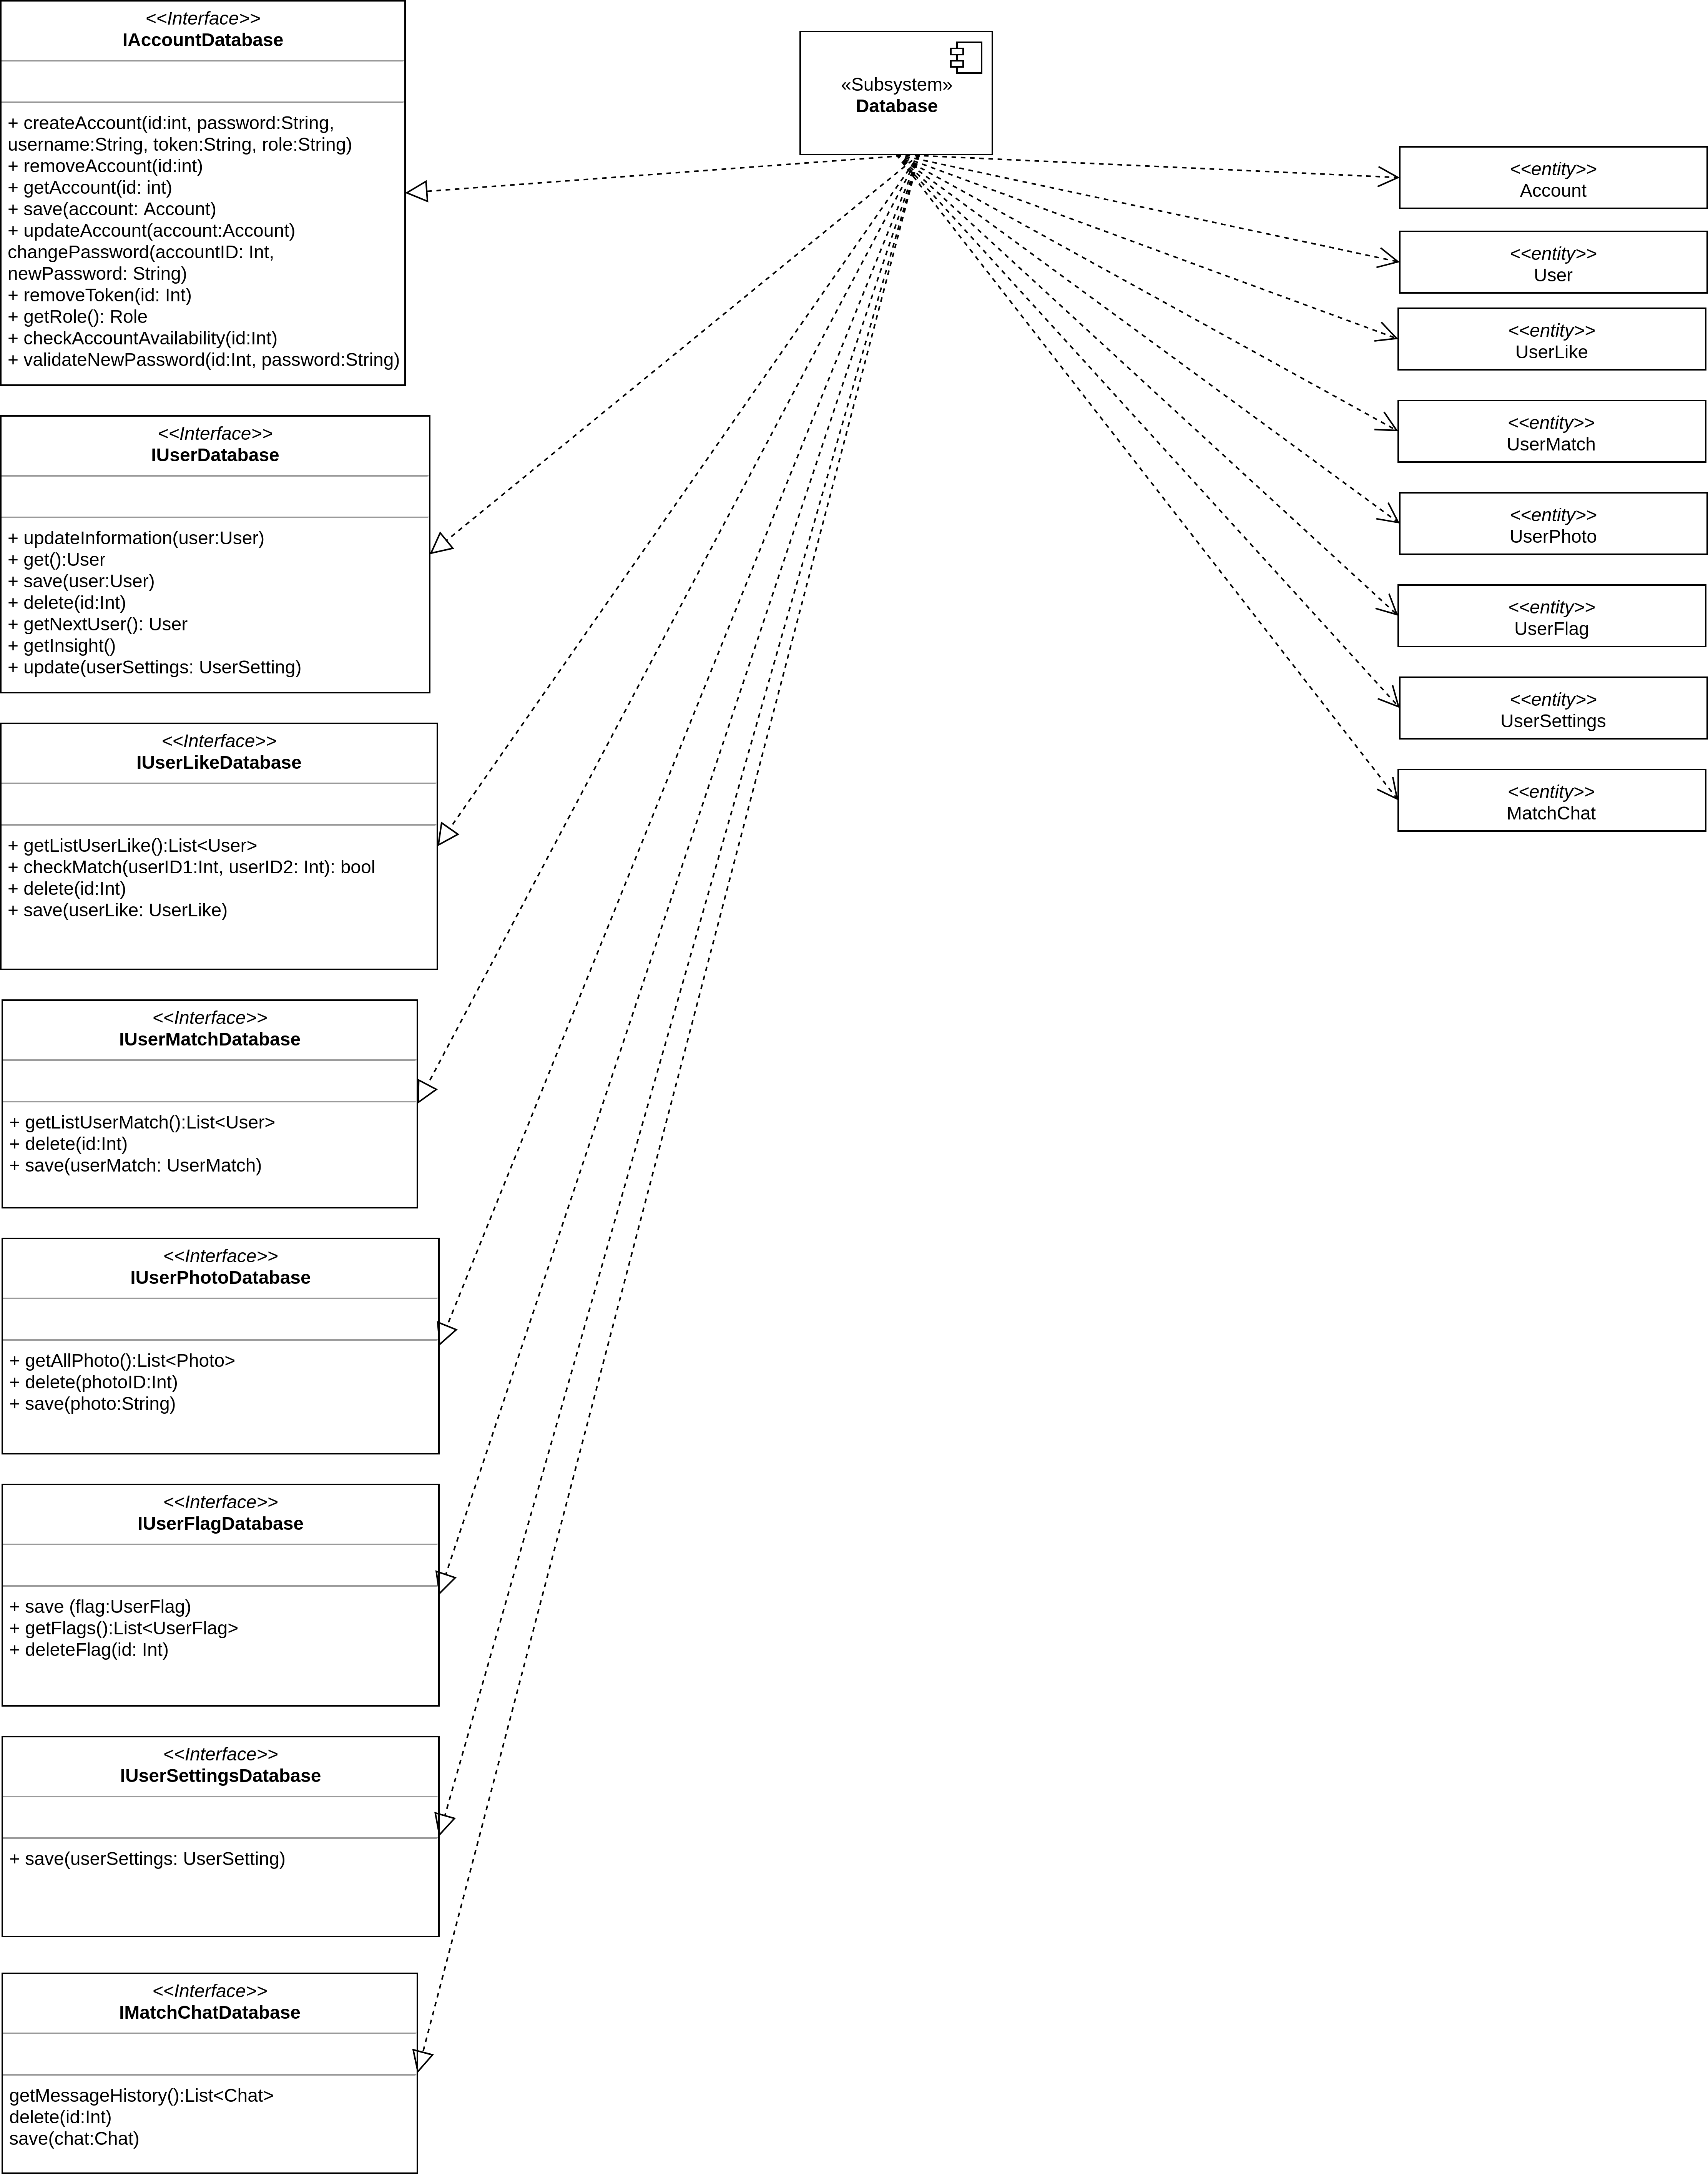 <<Interface>>
IAccountDatabase
+ createAccount(id:int, password:String,
username:String, token:String, role:String)
+ removeAccount(id:int)
+ getAccount(id: int)
+ save(account: Account)
+ updateAccount(account:Account)
changePassword(accountID: Int,
newPassword: String)
+ removeToken(id: Int)
+ getRole(): Role
+ checkAccountAvailability(id:Int)
+ validateNewPassword(id:Int, password:String)
<<Interface>>
IUserDatabase
+ updateInformation(user:User)
+ get():User
+ save(user:User)
+ delete(id:Int)
+ getNextUser(): User
+ getInsight()
+ update(userSettings: UserSetting)
<<Interface>>
IUserLikeDatabase
+ getListUserLike():List<User>
+ checkMatch(userID1:Int, userID2: Int): bool
+ delete(id:Int)
+ save(userLike: UserLike)
<<Interface>>
IUserMatchDatabase
+ getListUserMatch():List<User>
+ delete(id:Int)
+ save(userMatch: UserMatch)
<<Interface>>
IUserPhotoDatabase
+ getAllPhoto():List<Photo>
+ delete(photoID:Int)
+ save(photo:String)
<<Interface>>
IUserFlagDatabase
+ save (flag:UserFlag)
+ getFlags():List<UserFlag>
+ deleteFlag(id: Int)
<<Interface>>
IUserSettingsDatabase
+ save(userSettings: UserSetting)
<<Interface>>
IMatchChatDatabase
getMessageHistory():List<Chat>
delete(id:Int)
save(chat:Chat)
«Subsystem»
Database
<<entity>>
Account
<<entity>>
User
<<entity>>
UserLike
<<entity>>
UserMatch
<<entity>>
UserPhoto
<<entity>>
UserFlag
<<entity>>
UserSettings
<<entity>>
MatchChat